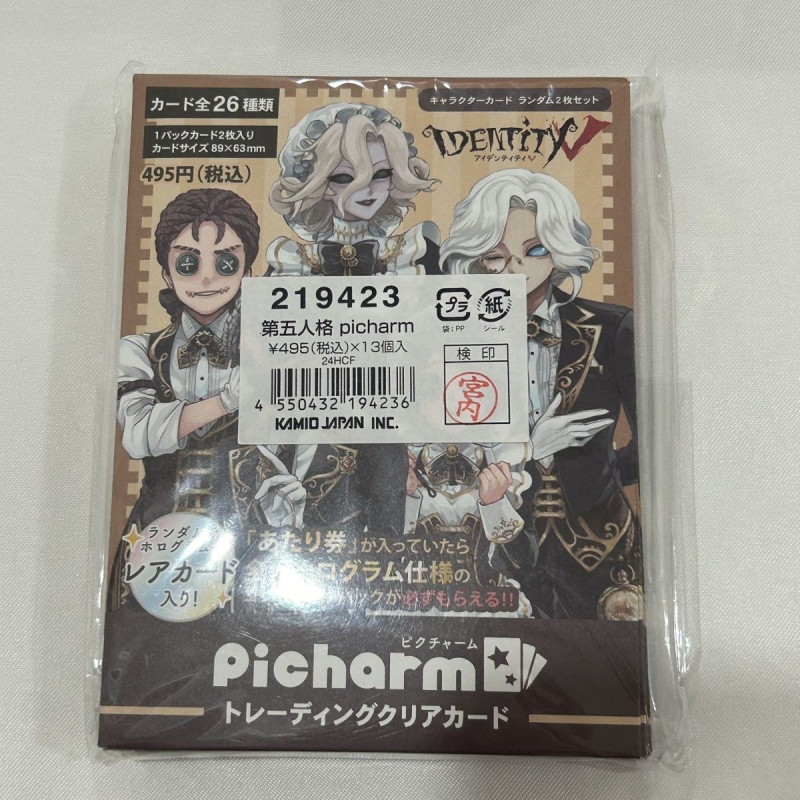 カード全26種類
1パックカード2枚入り
カードサイズ 89×63mm
495円(税込)
キャラクターカード ランダム2枚セット
IDENTITY V
アイデンティティV
219423
第五人格 picharm
¥495(税込)×13個入
24HCF
4 550432 194236
KAMIO JAPAN INC.
プラ
袋:PP
紙
シール
検印
宮内
ランダム
ホログラム
レアカード
入り!
「あたり券」が入っていたら
ログラム仕様の
クが必ずもらえる!!
ピクチャーム
Picharm
トレーディングクリアカード